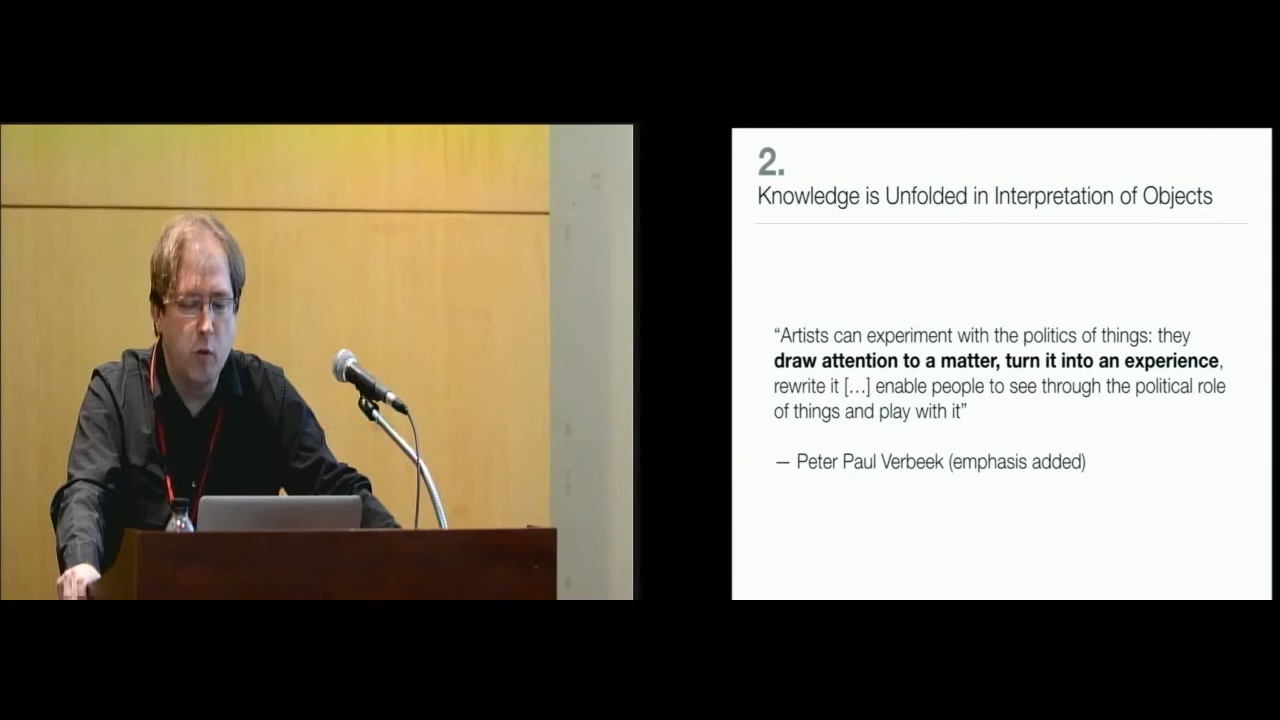 2.
Knowledge is Unfolded in Interpretation of Objects
“Artists can experiment with the politics of things: they
draw attention to a matter, turn it into an experience,
rewrite it […] enable people to see through the political role
of things and play with it”
— Peter Paul Verbeek (emphasis added)